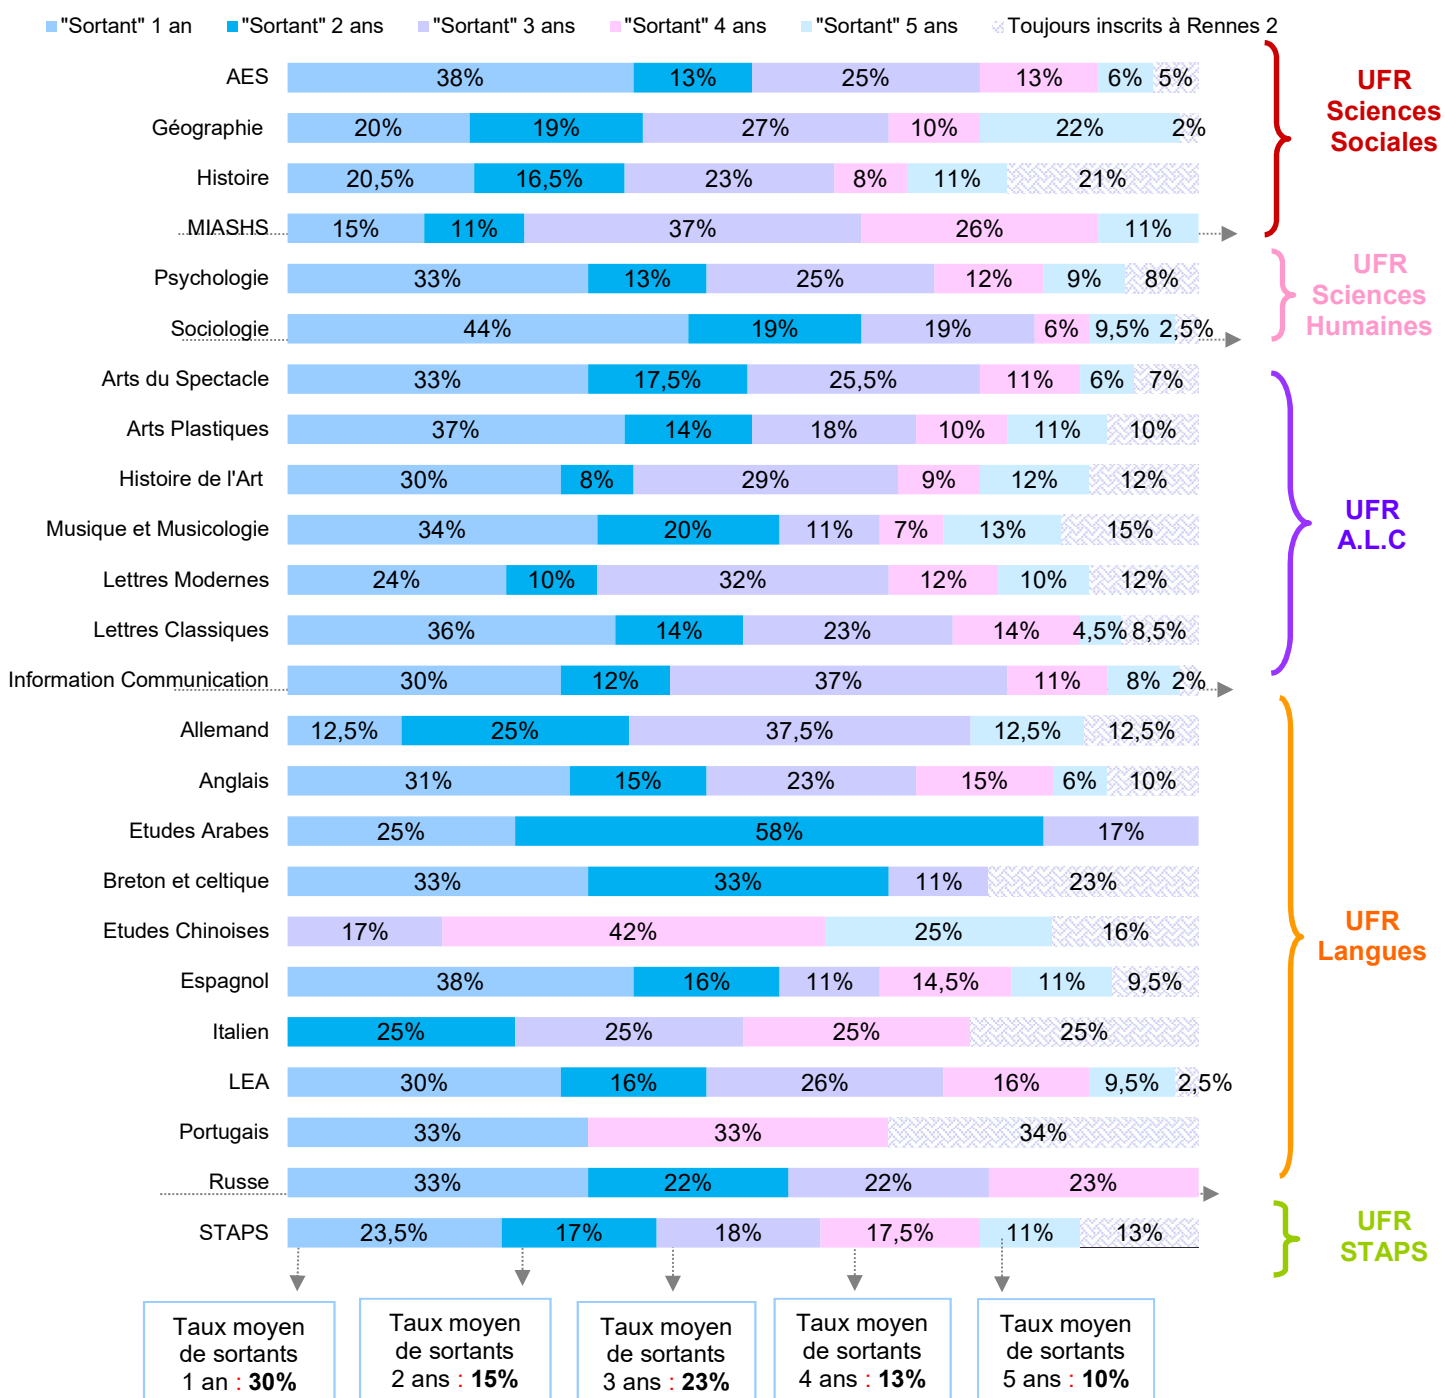 "Sortant" 1 an "Sortant" 2 ans "Sortant" 3 ans "Sortant" 4 ans "Sortant" 5 ans Toujours inscrits à Rennes 2
AES 38% 13% 25% 13% 6% 5%
Géographie 20% 19% 27% 10% 22% 2%
Histoire 20,5% 16,5% 23% 8% 11% 21%
MIASHS 15% 11% 37% 26% 11%
UFR
Sciences
Sociales
Psychologie 33% 13% 25% 12% 9% 8%
Sociologie 44% 19% 19% 6% 9,5% 2,5%
UFR
Sciences
Humaines
Arts du Spectacle 33% 17,5% 25,5% 11% 6% 7%
Arts Plastiques 37% 14% 18% 10% 11% 10%
Histoire de l'Art 30% 8% 29% 9% 12% 12%
Musique et Musicologie 34% 20% 11% 7% 13% 15%
Lettres Modernes 24% 10% 32% 12% 10% 12%
Lettres Classiques 36% 14% 23% 14% 4,5% 8,5%
Information Communication 30% 12% 37% 11% 8% 2%
UFR
A.L.C
Allemand 12,5% 25% 37,5% 12,5% 12,5%
Anglais 31% 15% 23% 15% 6% 10%
Etudes Arabes 25% 58% 17%
Breton et celtique 33% 33% 11% 23%
Etudes Chinoises 17% 42% 25% 16%
Espagnol 38% 16% 11% 14,5% 11% 9,5%
Italien 25% 25% 25% 25%
LEA 30% 16% 26% 16% 9,5% 2,5%
Portugais 33% 33% 34%
Russe 33% 22% 22% 23%
UFR
Langues
STAPS 23,5% 17% 18% 17,5% 11% 13%
UFR
STAPS
Taux moyen
de sortants
1 an : 30%
Taux moyen
de sortants
2 ans : 15%
Taux moyen
de sortants
3 ans : 23%
Taux moyen
de sortants
4 ans : 13%
Taux moyen
de sortants
5 ans : 10%